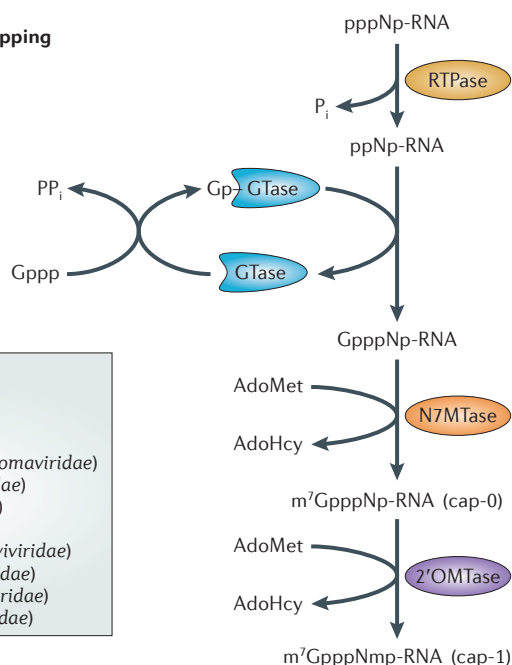 pping
pppNp-RNA
RTPase
Pi
ppNp-RNA
PPi
Gp GTase
Gppp
GTase
GpppNp-RNA
AdoMet
N7MTase
AdoHcy
m⁷GpppNp-RNA (cap-0)
AdoMet
2′OMTase
AdoHcy
m⁷GpppNmp-RNA (cap-1)
omaviridae)
ae)
)
viviridae)
dae)
ridae)
dae)